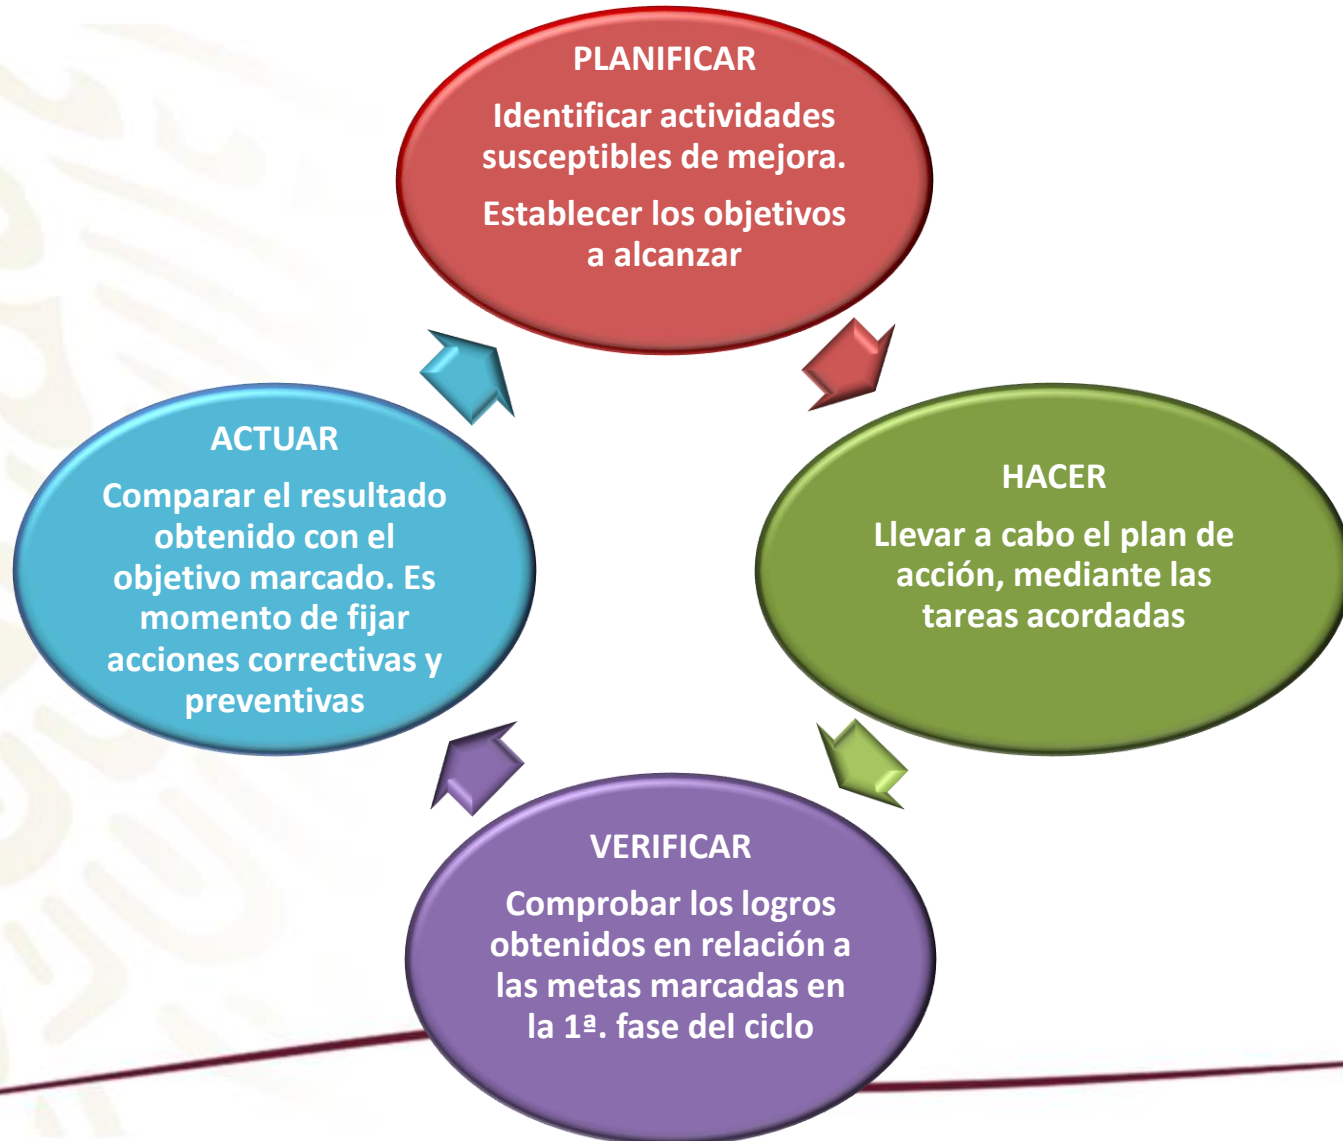 PLANIFICAR
Identificar actividades
susceptibles de mejora.
Establecer los objetivos
a alcanzar
HACER
Llevar a cabo el plan de
acción, mediante las
tareas acordadas
VERIFICAR
Comprobar los logros
obtenidos en relación a
las metas marcadas en
la 1ª. fase del ciclo
ACTUAR
Comparar el resultado
obtenido con el
objetivo marcado. Es
momento de fijar
acciones correctivas y
preventivas